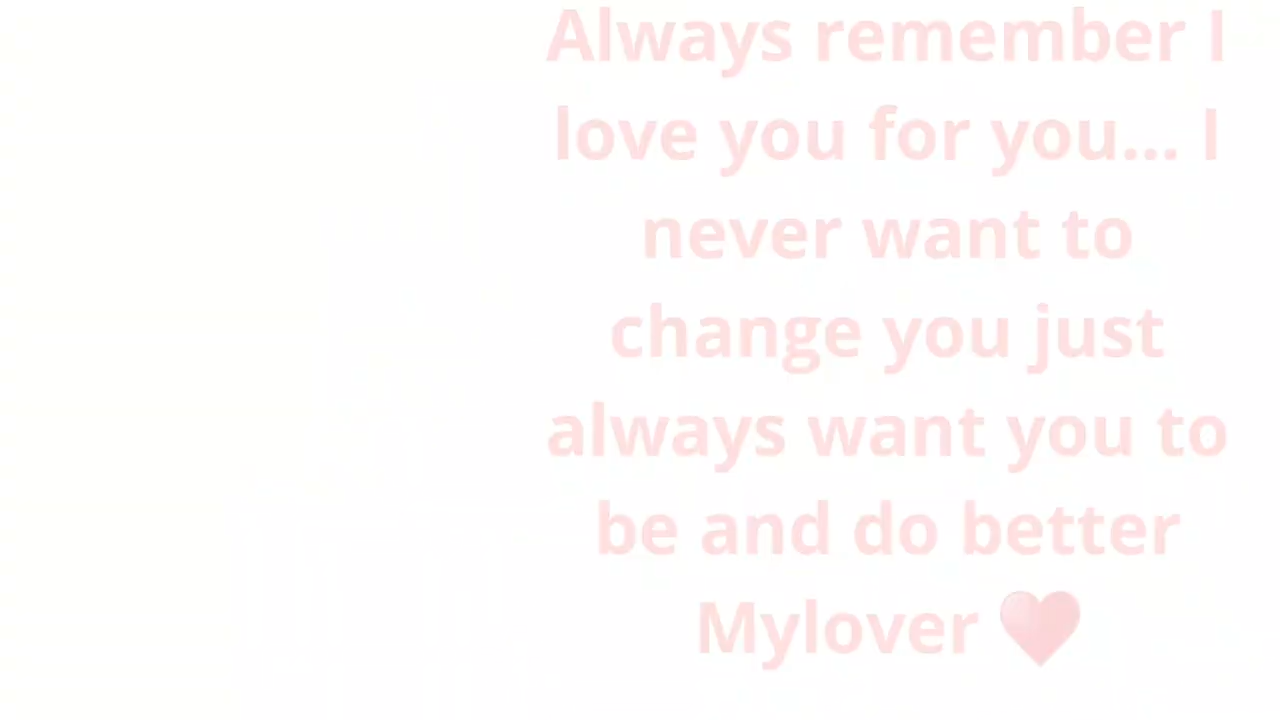 Always remember I
love you for you... I
never want to
change you just
always want you to
be and do better
Mylover ❤️